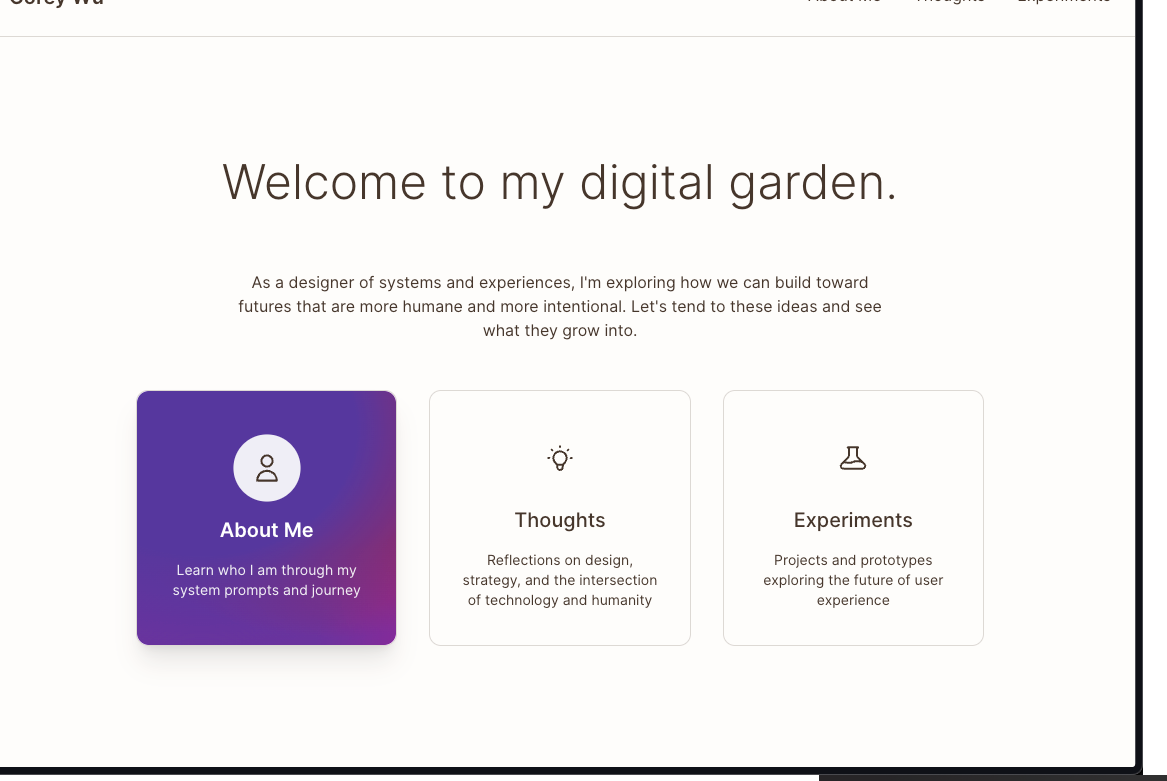 Corey Wu
About Me Thoughts Experiments
Welcome to my digital garden.
As a designer of systems and experiences, I'm exploring how we can build toward
futures that are more humane and more intentional. Let's tend to these ideas and see
what they grow into.
About Me
Learn who I am through my
system prompts and journey
Thoughts
Reflections on design,
strategy, and the intersection
of technology and humanity
Experiments
Projects and prototypes
exploring the future of user
experience